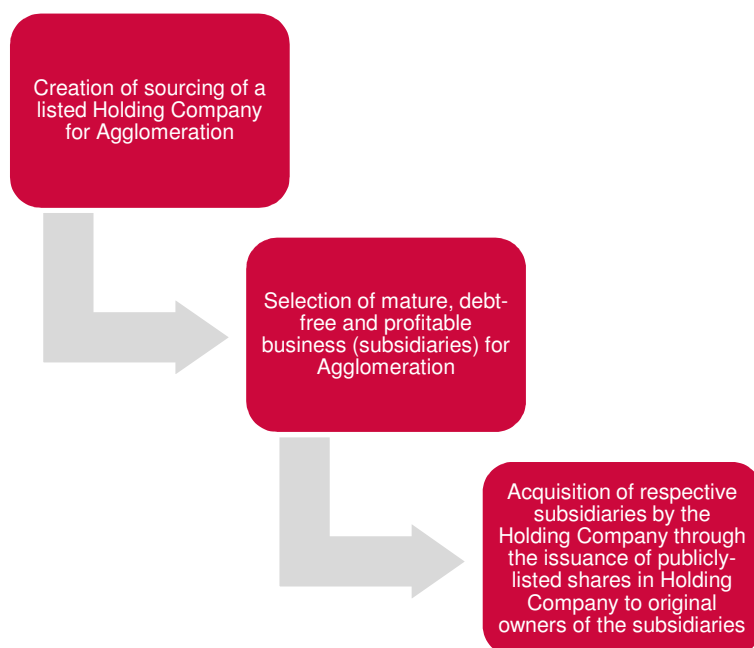 Creation of sourcing of a
listed Holding Company
for Agglomeration
Selection of mature, debt-
free and profitable
business (subsidiaries) for
Agglomeration
Acquisition of respective
subsidiaries by the
Holding Company through
the issuance of publicly-
listed shares in Holding
Company to original
owners of the subsidiaries